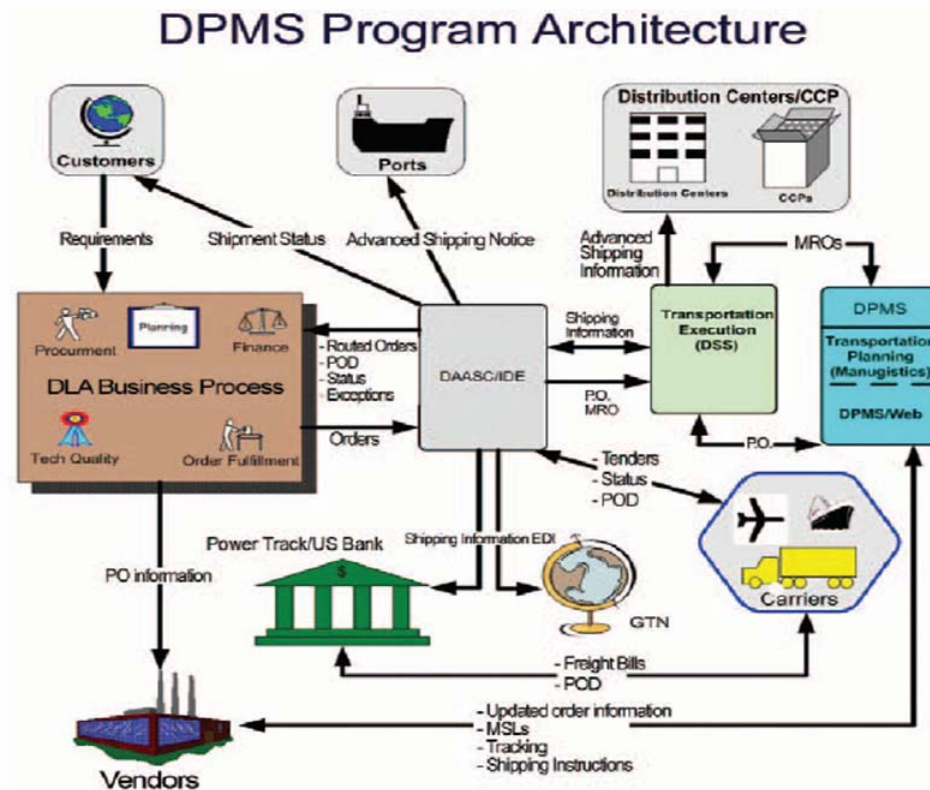 DPMS Program Architecture
Customers
Ports
Distribution Centers/CCP
Distribution Centers
CCPs
Requirements
Shipment Status
Advanced Shipping Notice
Advanced
Shipping
Information
MROs
Procurment
Planning
Finance
DLA Business Process
Tech Quality
Order Fulfillment
- Routed Orders
- POD
- Status
- Exceptions
Orders
DAASC/IDE
Shipping
Information
P.O.
MRO
Transportation
Execution
(DSS)
DPMS
Transportation
Planning
(Manugistics)
DPMS/Web
P.O.
- Tenders
- Status
- POD
Carriers
PO information
Power Track/US Bank
$
Shipping Information EDI
GTN
- Freight Bills
- POD
- Updated order information
- MSLs
- Tracking
- Shipping Instructions
Vendors